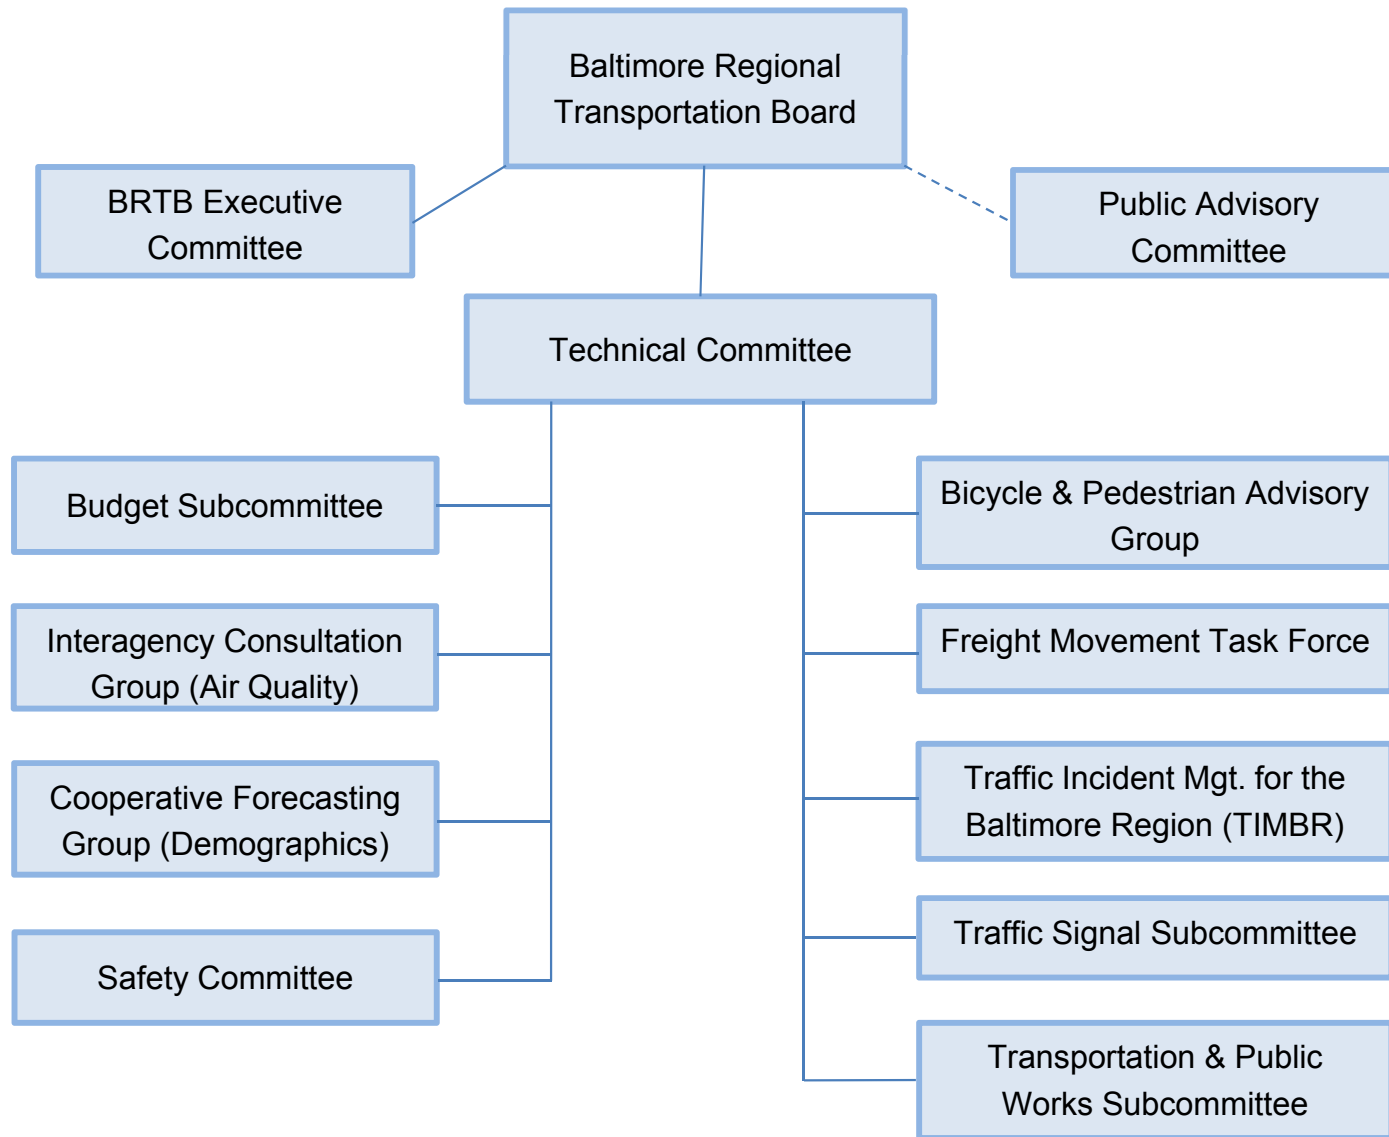 Baltimore Regional
Transportation Board
BRTB Executive
Committee
Public Advisory
Committee
Technical Committee
Budget Subcommittee
Bicycle & Pedestrian Advisory
Group
Interagency Consultation
Group (Air Quality)
Freight Movement Task Force
Cooperative Forecasting
Group (Demographics)
Traffic Incident Mgt. for the
Baltimore Region (TIMBR)
Safety Committee
Traffic Signal Subcommittee
Transportation & Public
Works Subcommittee